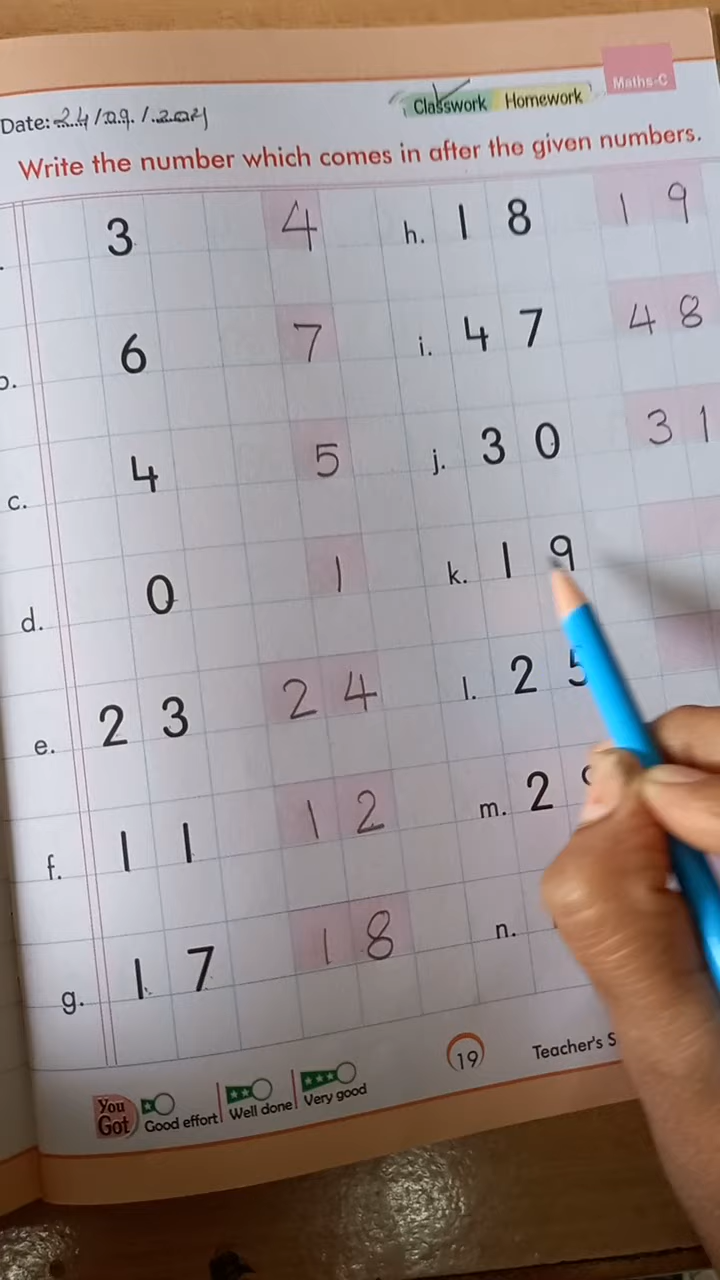 Maths-C
Date: 24/09/2021 Classwork Homework
Write the number which comes in after the given numbers.
3 4 h. 18 19
6 7 i. 47 48
c. 4 5 j. 30 31
d. 0 1 k. 19
e. 23 24 l. 25
f. 11 12 m. 2
g. 17 18 n.
You Got Good effort Well done Very good 19 Teacher's S